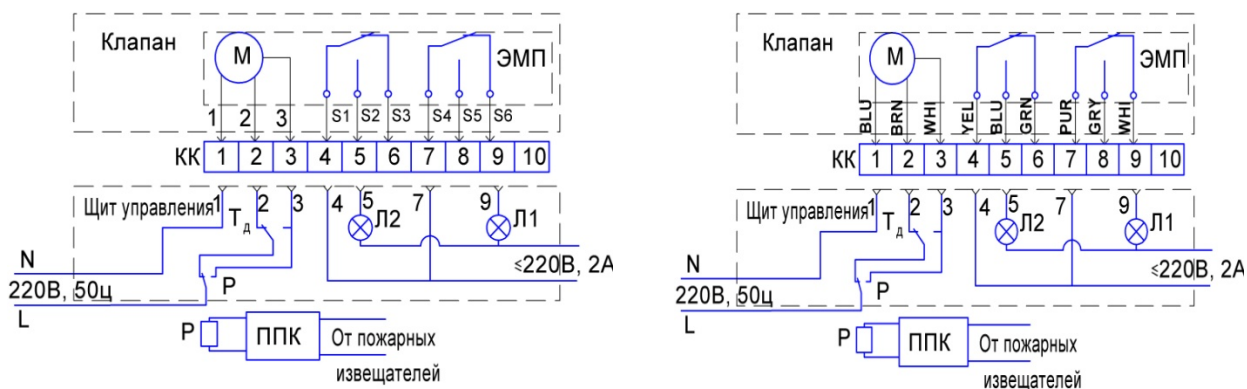 Клапан
М
ЭМП
1 2 3 S1 S2 S3 S4 S5 S6
КК 1 2 3 4 5 6 7 8 9 10
Щит управления 1 2 3 4 5 7 9
Тд Л2 Л1
N
≤220В, 2А
220В, 50ц Р
L
Р ППК От пожарных
извещателей
Клапан
М
ЭМП
BLU BRN WHI YEL BLU GRN PUR GRY WHI
КК 1 2 3 4 5 6 7 8 9 10
Щит управления 1 2 3 4 5 7 9
Тд Л2 Л1
N
≤220В, 2А
220В, 50ц Р
L
Р ППК От пожарных
извещателей